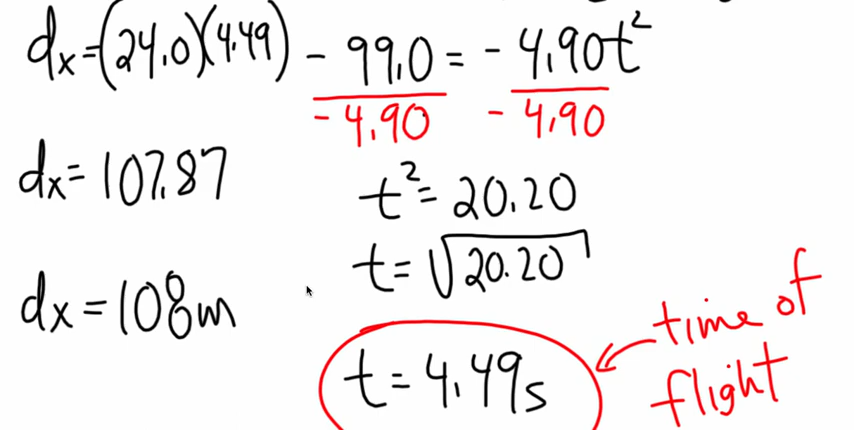 dx=(24.0)(4.49)
dx=107.87
dx=108m
-99.0=-4.90t²
-4.90 -4.90
t²=20.20
t=√20.20
t=4.49s
time of
flight